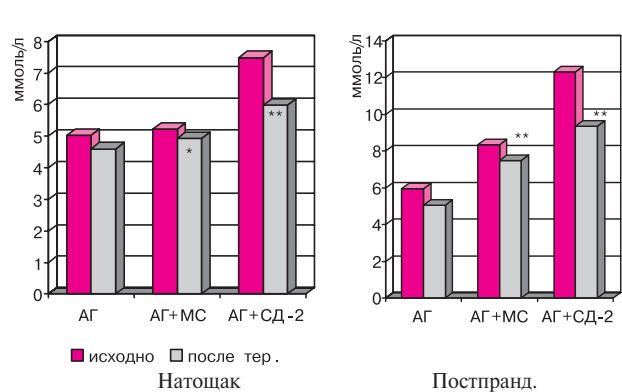 ммоль/л
8
7
6
5
4
3
2
1
0
*
**
АГ
АГ+МС
АГ+СД-2
ммоль/л
14
12
10
8
6
4
2
0
**
**
АГ
АГ+МС
АГ+СД-2
исходно
после тер.
Натощак
Постпранд.